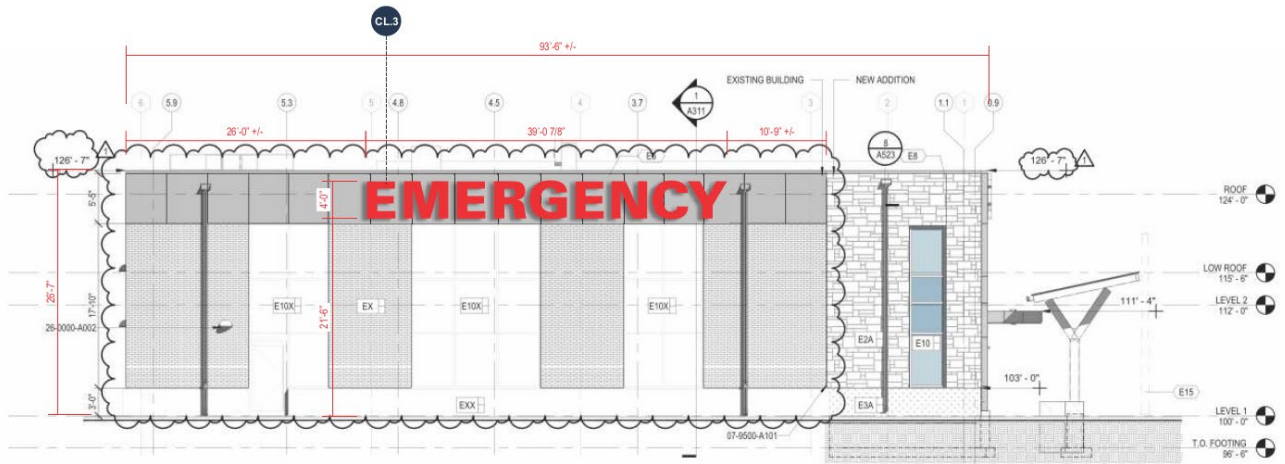 CL.3
93'-6" +/-
EXISTING BUILDING
NEW ADDITION
1
A311
6
5.9
5.3
5
4.8
4.5
4
3.7
3
2
1.1
1
0.9
26'-0" +/-
39'-0 7/8"
10'-9" +/-
126' - 7"
1
E8
8
A523
E8
126' - 7"
1
ROOF
124' - 0"
EMERGENCY
4'-0"
5'-5"
LOW ROOF
115' - 6"
LEVEL 2
112' - 0"
111' - 4"
26'-7"
17'-10"
21'-6"
E10X
EX
E10X
E10X
26-0000-A002
E2A
E10
103' - 0"
E15
3'-0"
EXX
E3A
LEVEL 1
100' - 0"
07-9500-A101
T.O. FOOTING
96' - 6"